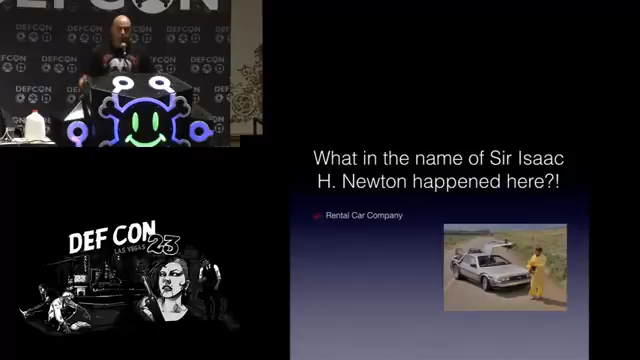 DEFCON
DEFCON
DEFCON
DEFCON
What in the name of Sir Isaac
H. Newton happened here?!
Rental Car Company
DEF CON 23
LAS VEGAS